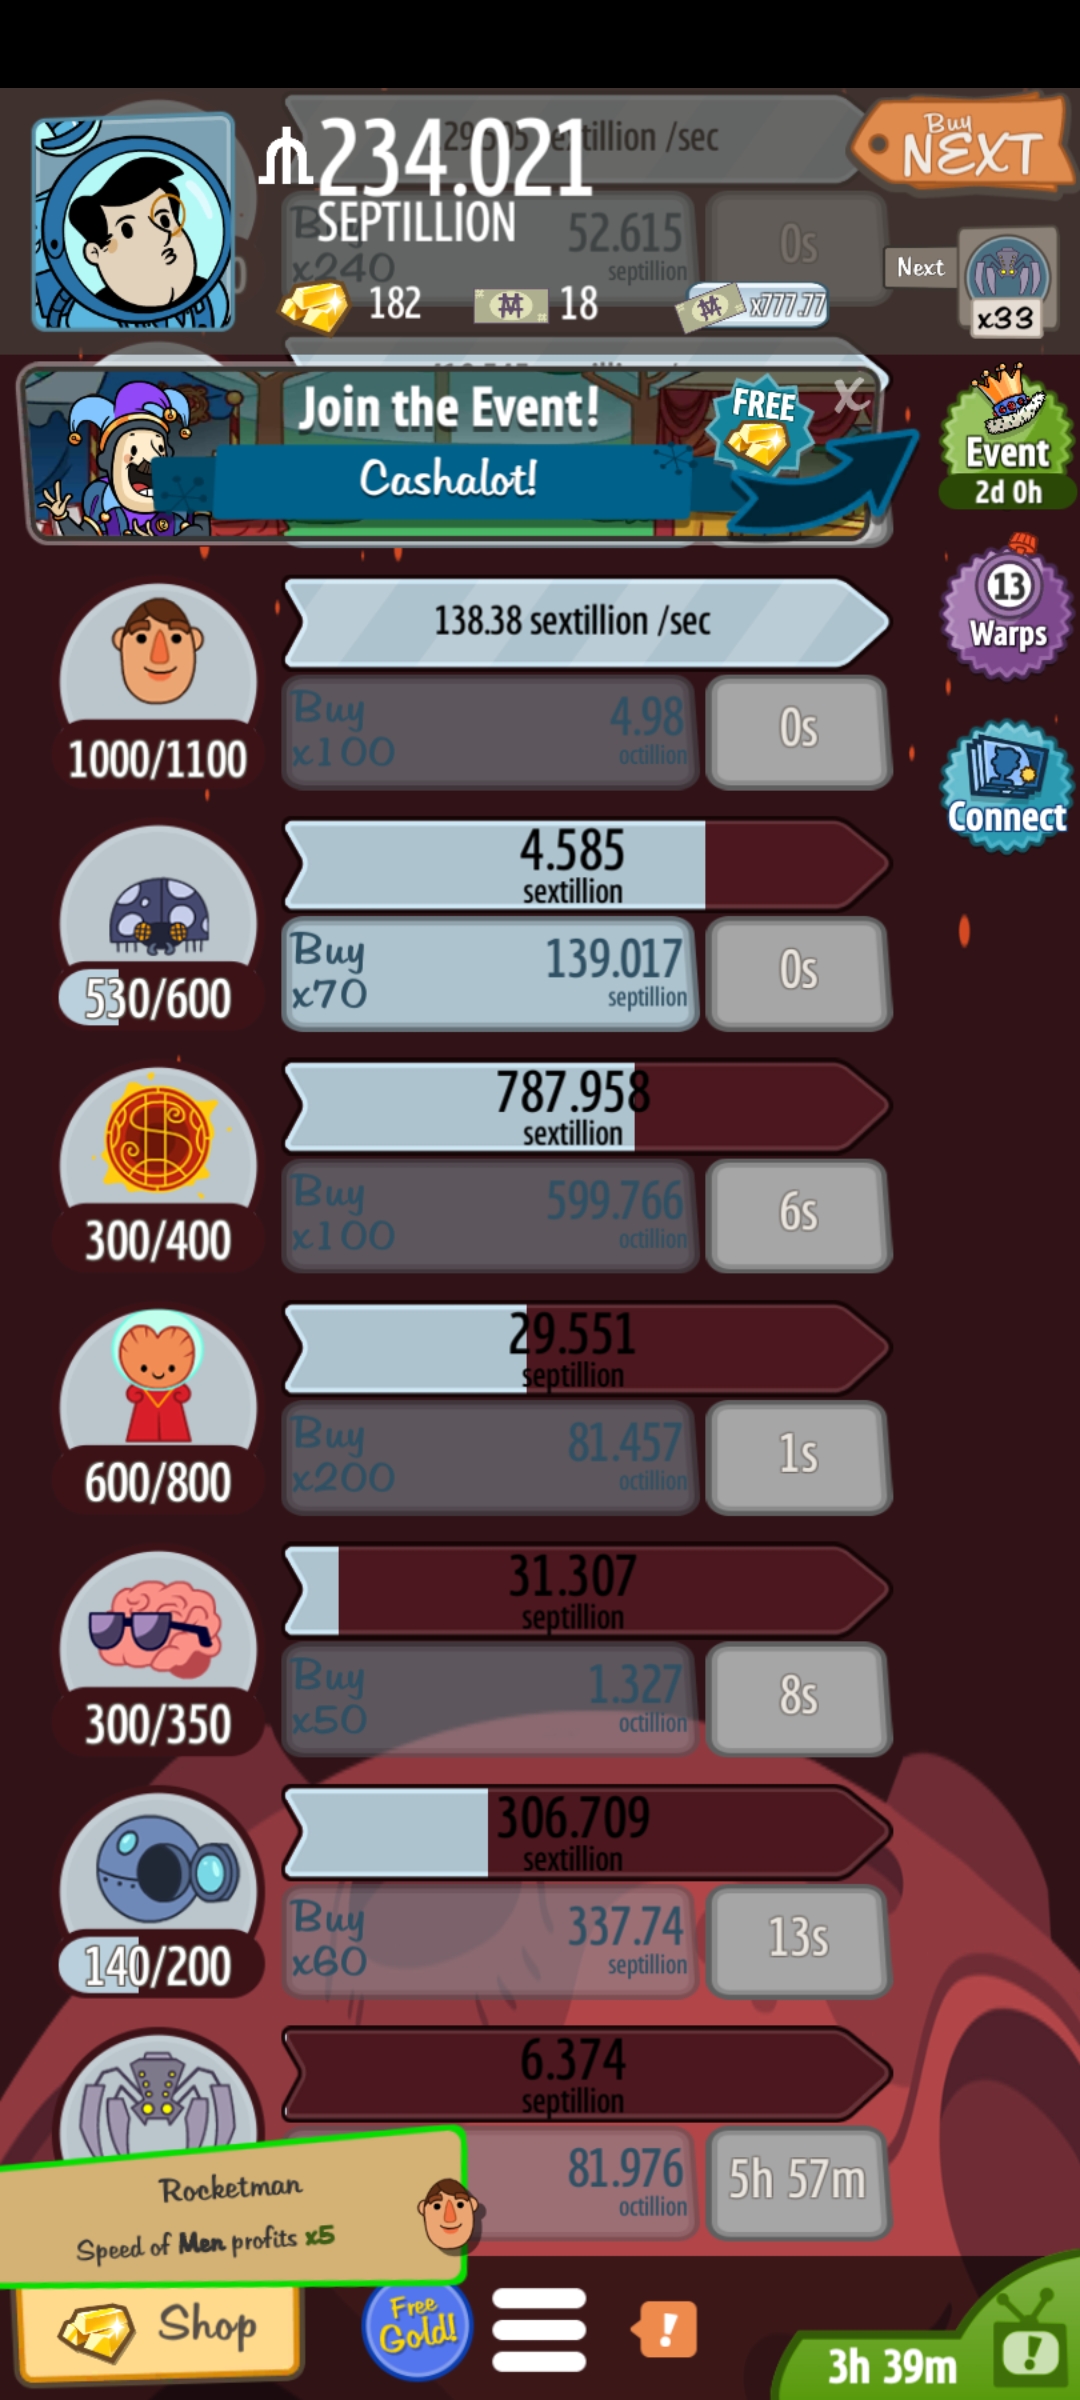 234.021
SEPTILLION
/sec
Buy
NEXT
x240
52.615
septillion
0s
Next
x33
182
18
x777.77
Join the Event!
FREE
X
Cashalot!
Event
2d 0h
13
Warps
Connect
138.38 sextillion /sec
1000/1100
Buy
x100
4.98
octillion
0s
4.585
sextillion
530/600
Buy
x70
139.017
septillion
0s
787.958
sextillion
300/400
Buy
x100
599.766
octillion
6s
29.551
septillion
600/800
Buy
x200
81.457
octillion
1s
31.307
septillion
300/350
Buy
x50
1.327
octillion
8s
306.709
sextillion
140/200
Buy
x60
337.74
septillion
13s
6.374
septillion
81.976
octillion
5h 57m
Rocketman
Speed of Men profits x5
Shop
Free
Gold!
!
3h 39m
!